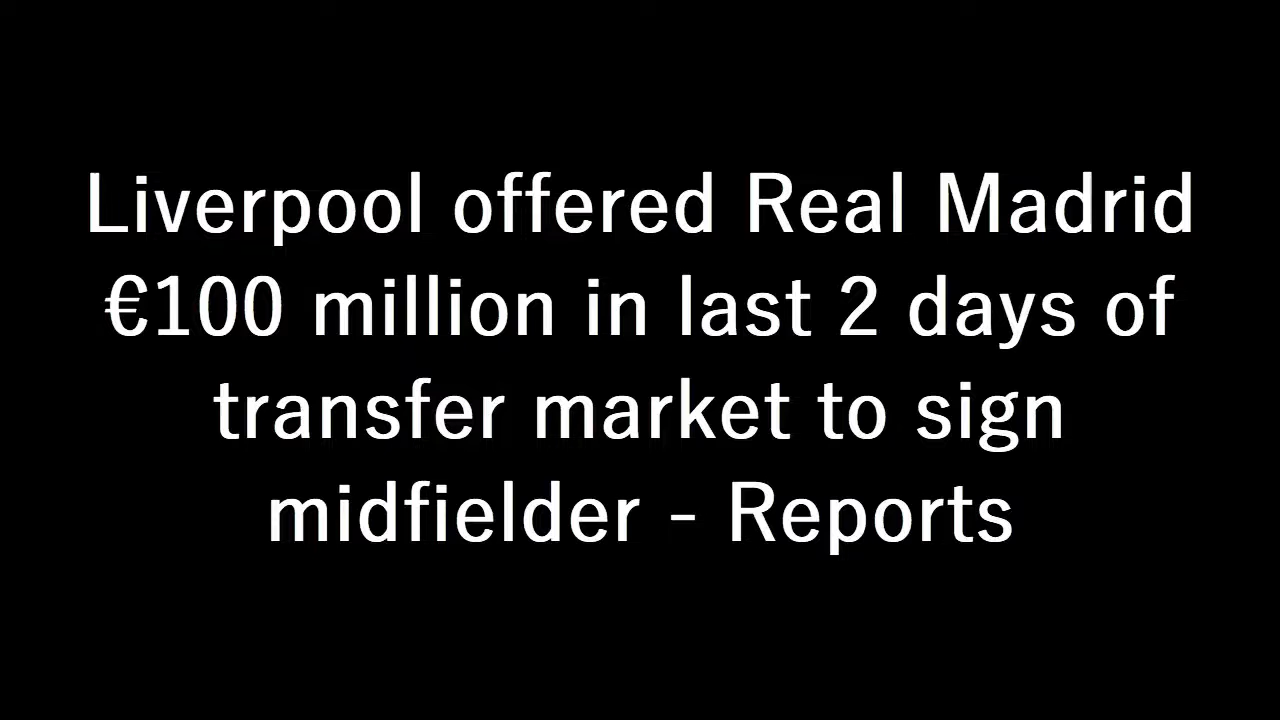 Liverpool offered Real Madrid
€100 million in last 2 days of
transfer market to sign
midfielder - Reports